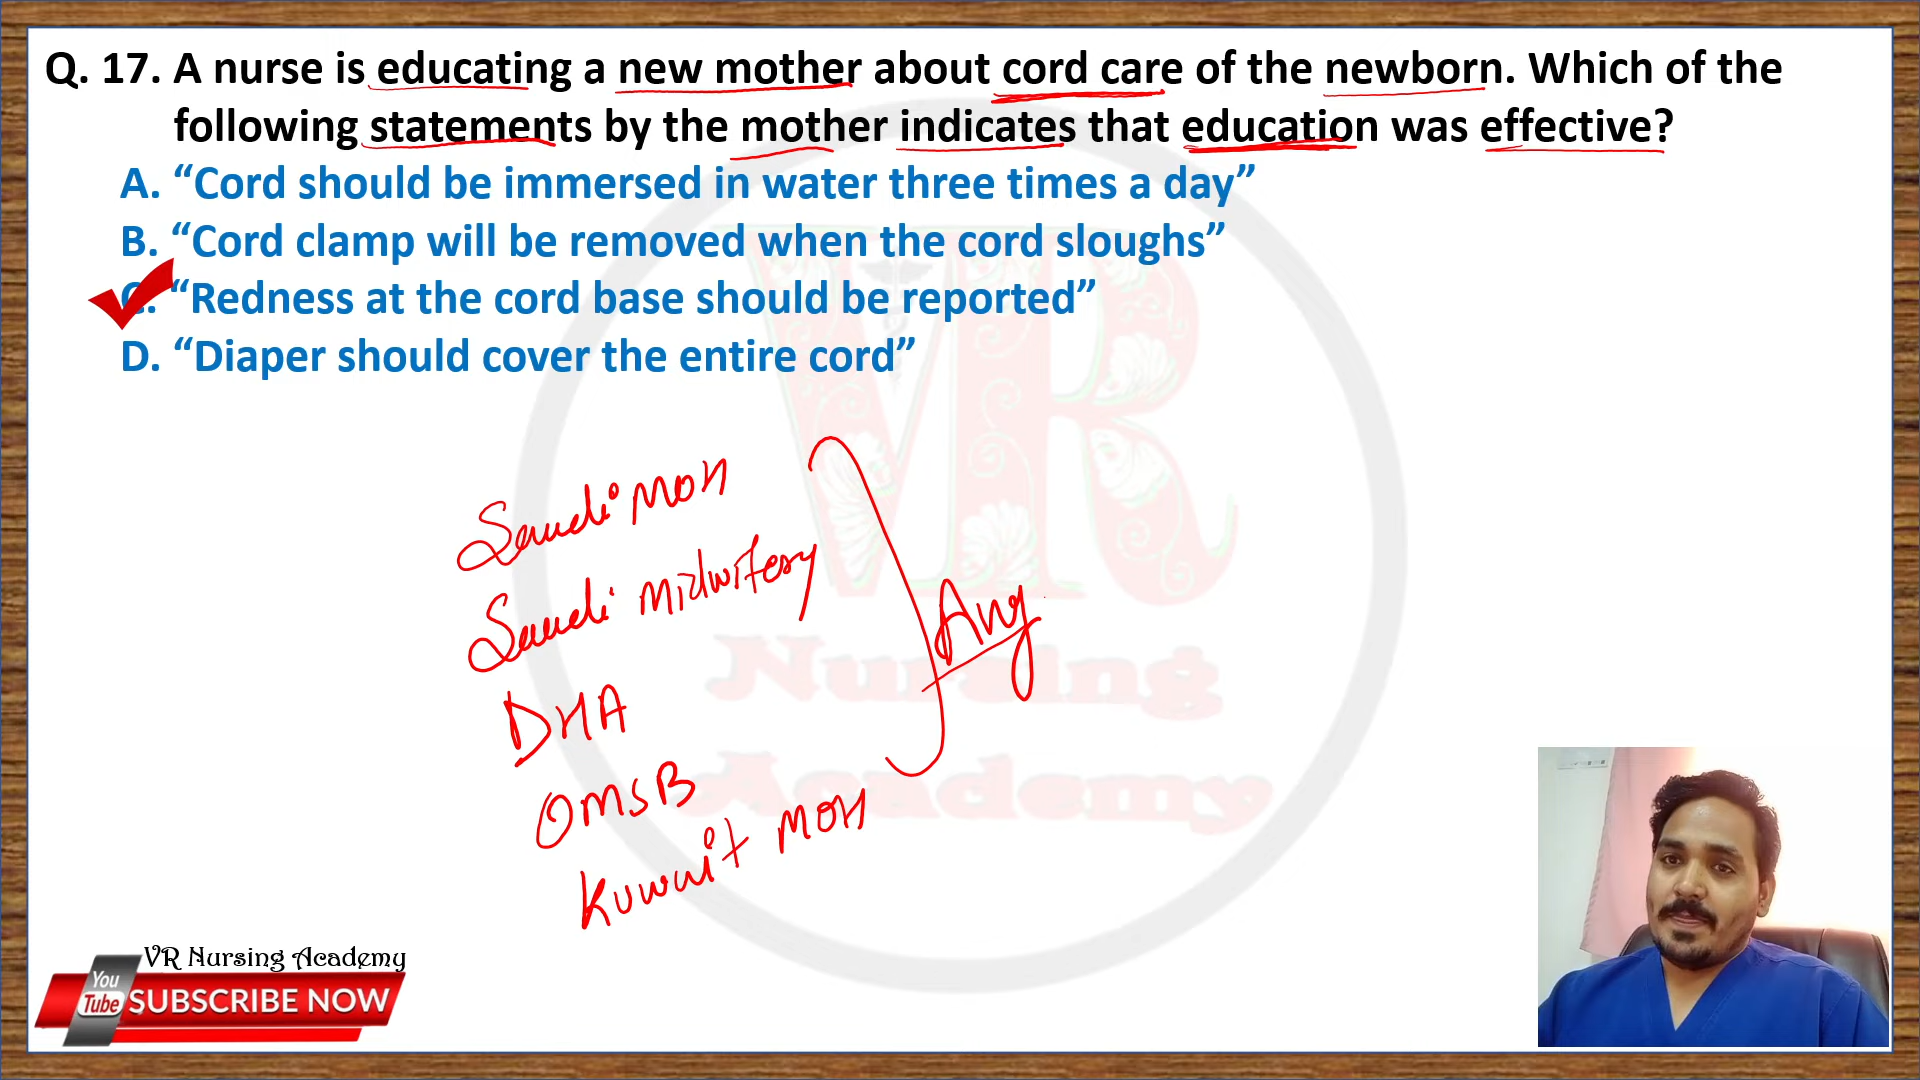 Q. 17. A nurse is educating a new mother about cord care of the newborn. Which of the
following statements by the mother indicates that education was effective?
A. “Cord should be immersed in water three times a day”
B. “Cord clamp will be removed when the cord sloughs”
C. “Redness at the cord base should be reported”
D. “Diaper should cover the entire cord”
VR
Nursing
Academy
Saudi MOH
Saudi Midwifery
DHA
OMSB
Kuwait MOH
VR Nursing Academy
You
Tube SUBSCRIBE NOW